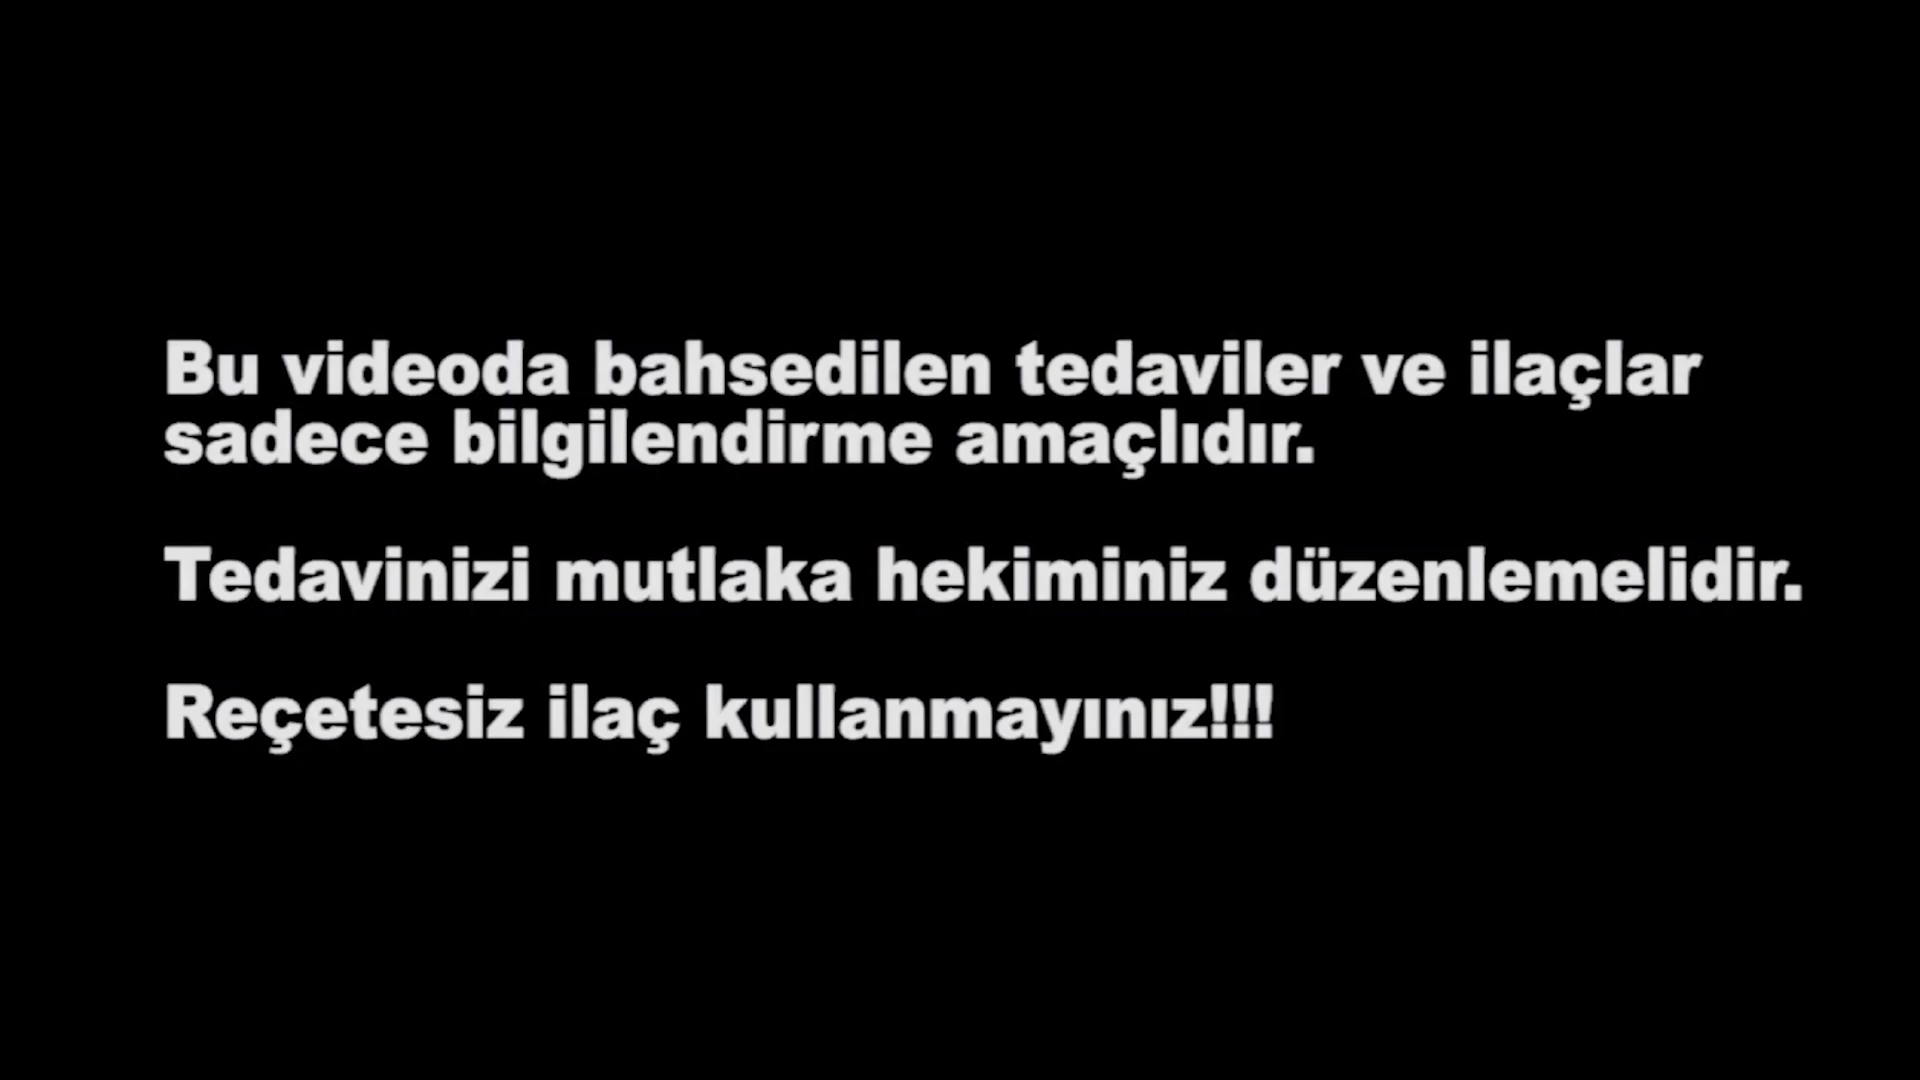 Bu videoda bahsedilen tedaviler ve ilaçlar
sadece bilgilendirme amaçlıdır.
Tedavinizi mutlaka hekiminiz düzenlemelidir.
Reçetesiz ilaç kullanmayınız!!!